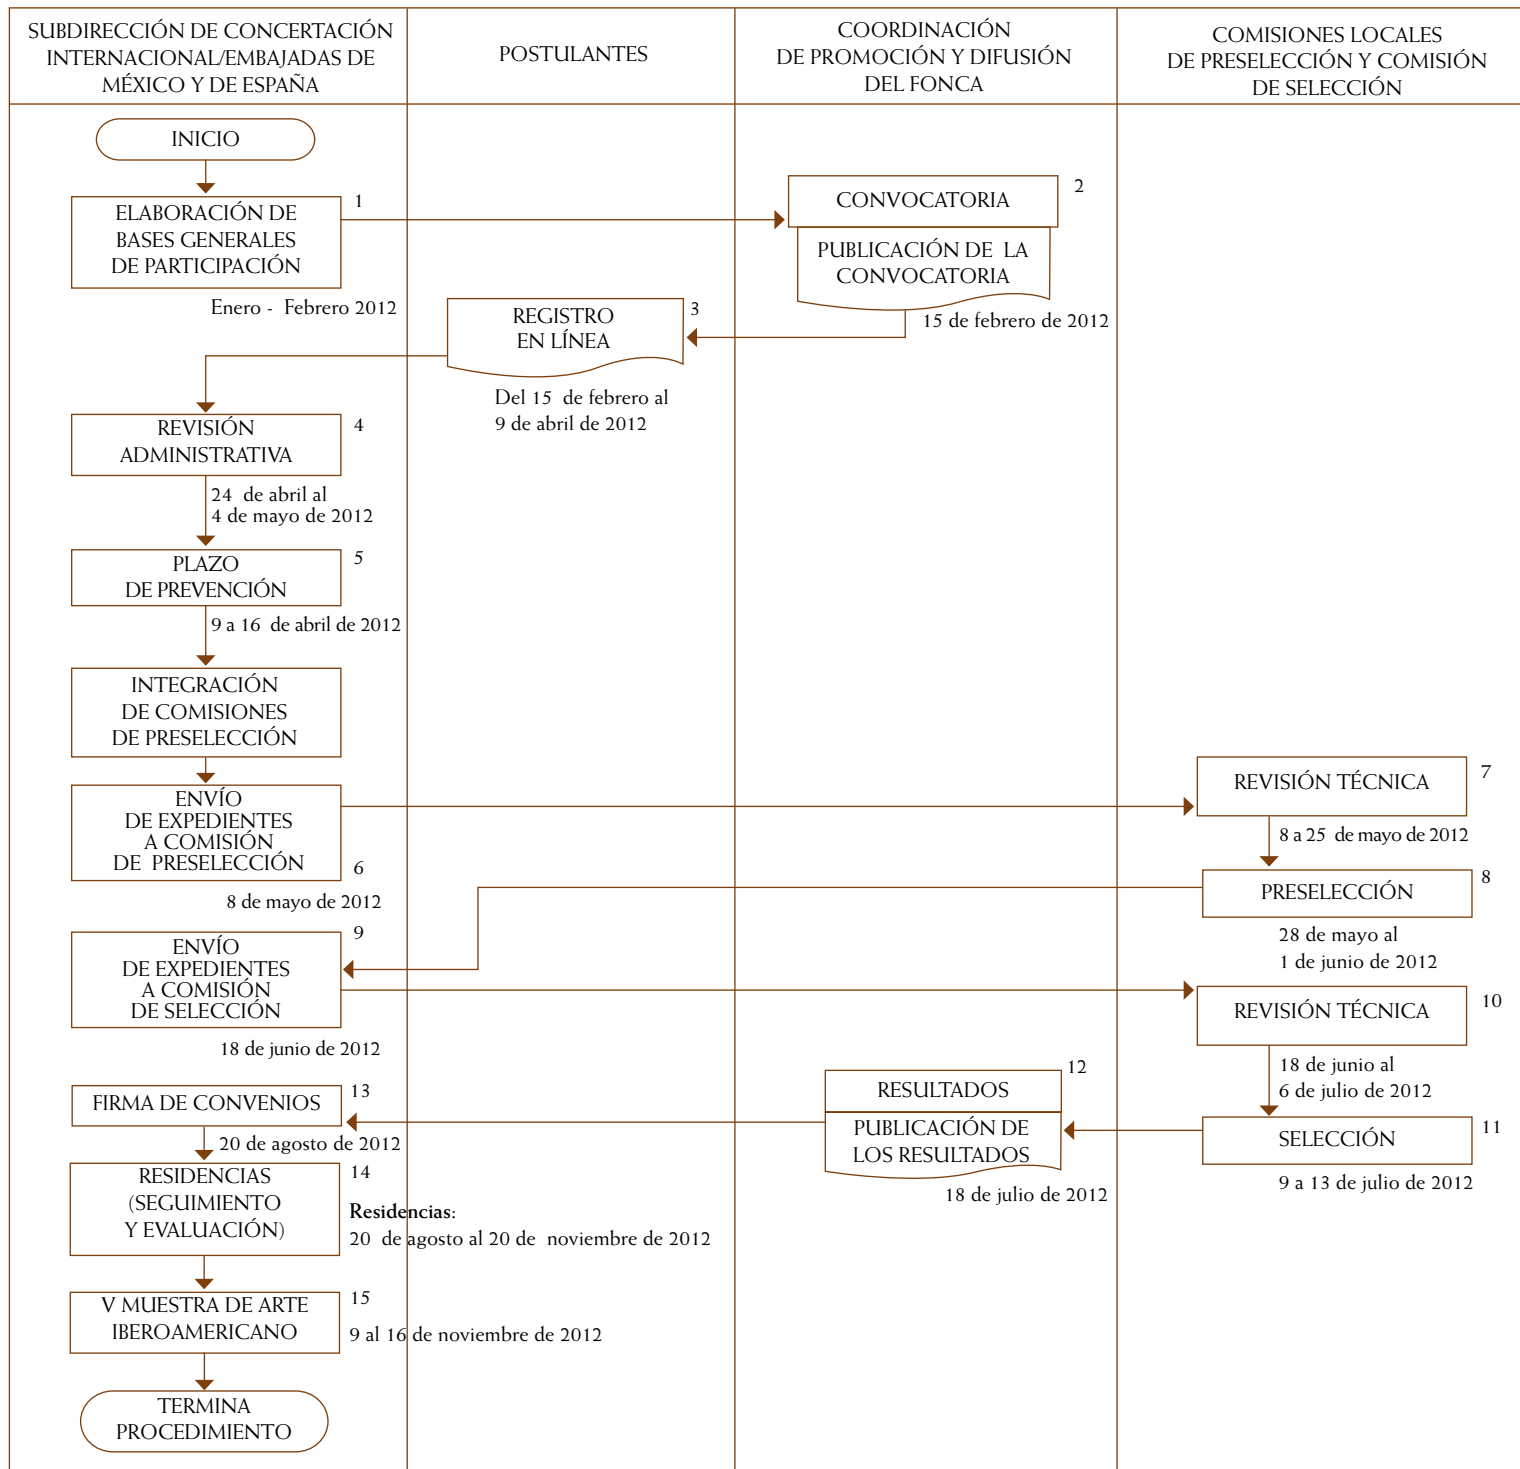 SUBDIRECCIÓN DE CONCERTACIÓN
INTERNACIONAL/EMBAJADAS DE
MÉXICO Y DE ESPAÑA
POSTULANTES
COORDINACIÓN
DE PROMOCIÓN Y DIFUSIÓN
DEL FONCA
COMISIONES LOCALES
DE PRESELECCIÓN Y COMISIÓN
DE SELECCIÓN
INICIO
1
ELABORACIÓN DE
BASES GENERALES
DE PARTICIPACIÓN
Enero - Febrero 2012
2
CONVOCATORIA
PUBLICACIÓN DE LA
CONVOCATORIA
15 de febrero de 2012
3
REGISTRO
EN LÍNEA
Del 15 de febrero al
9 de abril de 2012
4
REVISIÓN
ADMINISTRATIVA
24 de abril al
4 de mayo de 2012
5
PLAZO
DE PREVENCIÓN
9 a 16 de abril de 2012
INTEGRACIÓN
DE COMISIONES
DE PRESELECCIÓN
ENVÍO
DE EXPEDIENTES
A COMISIÓN
DE PRESELECCIÓN
6
8 de mayo de 2012
7
REVISIÓN TÉCNICA
8 a 25 de mayo de 2012
8
PRESELECCIÓN
28 de mayo al
1 de junio de 2012
9
ENVÍO
DE EXPEDIENTES
A COMISIÓN
DE SELECCIÓN
18 de junio de 2012
10
REVISIÓN TÉCNICA
18 de junio al
6 de julio de 2012
11
SELECCIÓN
9 a 13 de julio de 2012
12
RESULTADOS
PUBLICACIÓN DE
LOS RESULTADOS
18 de julio de 2012
13
FIRMA DE CONVENIOS
20 de agosto de 2012
14
RESIDENCIAS
(SEGUIMIENTO
Y EVALUACIÓN)
Residencias:
20 de agosto al 20 de noviembre de 2012
15
V MUESTRA DE ARTE
IBEROAMERICANO
9 al 16 de noviembre de 2012
TERMINA
PROCEDIMIENTO